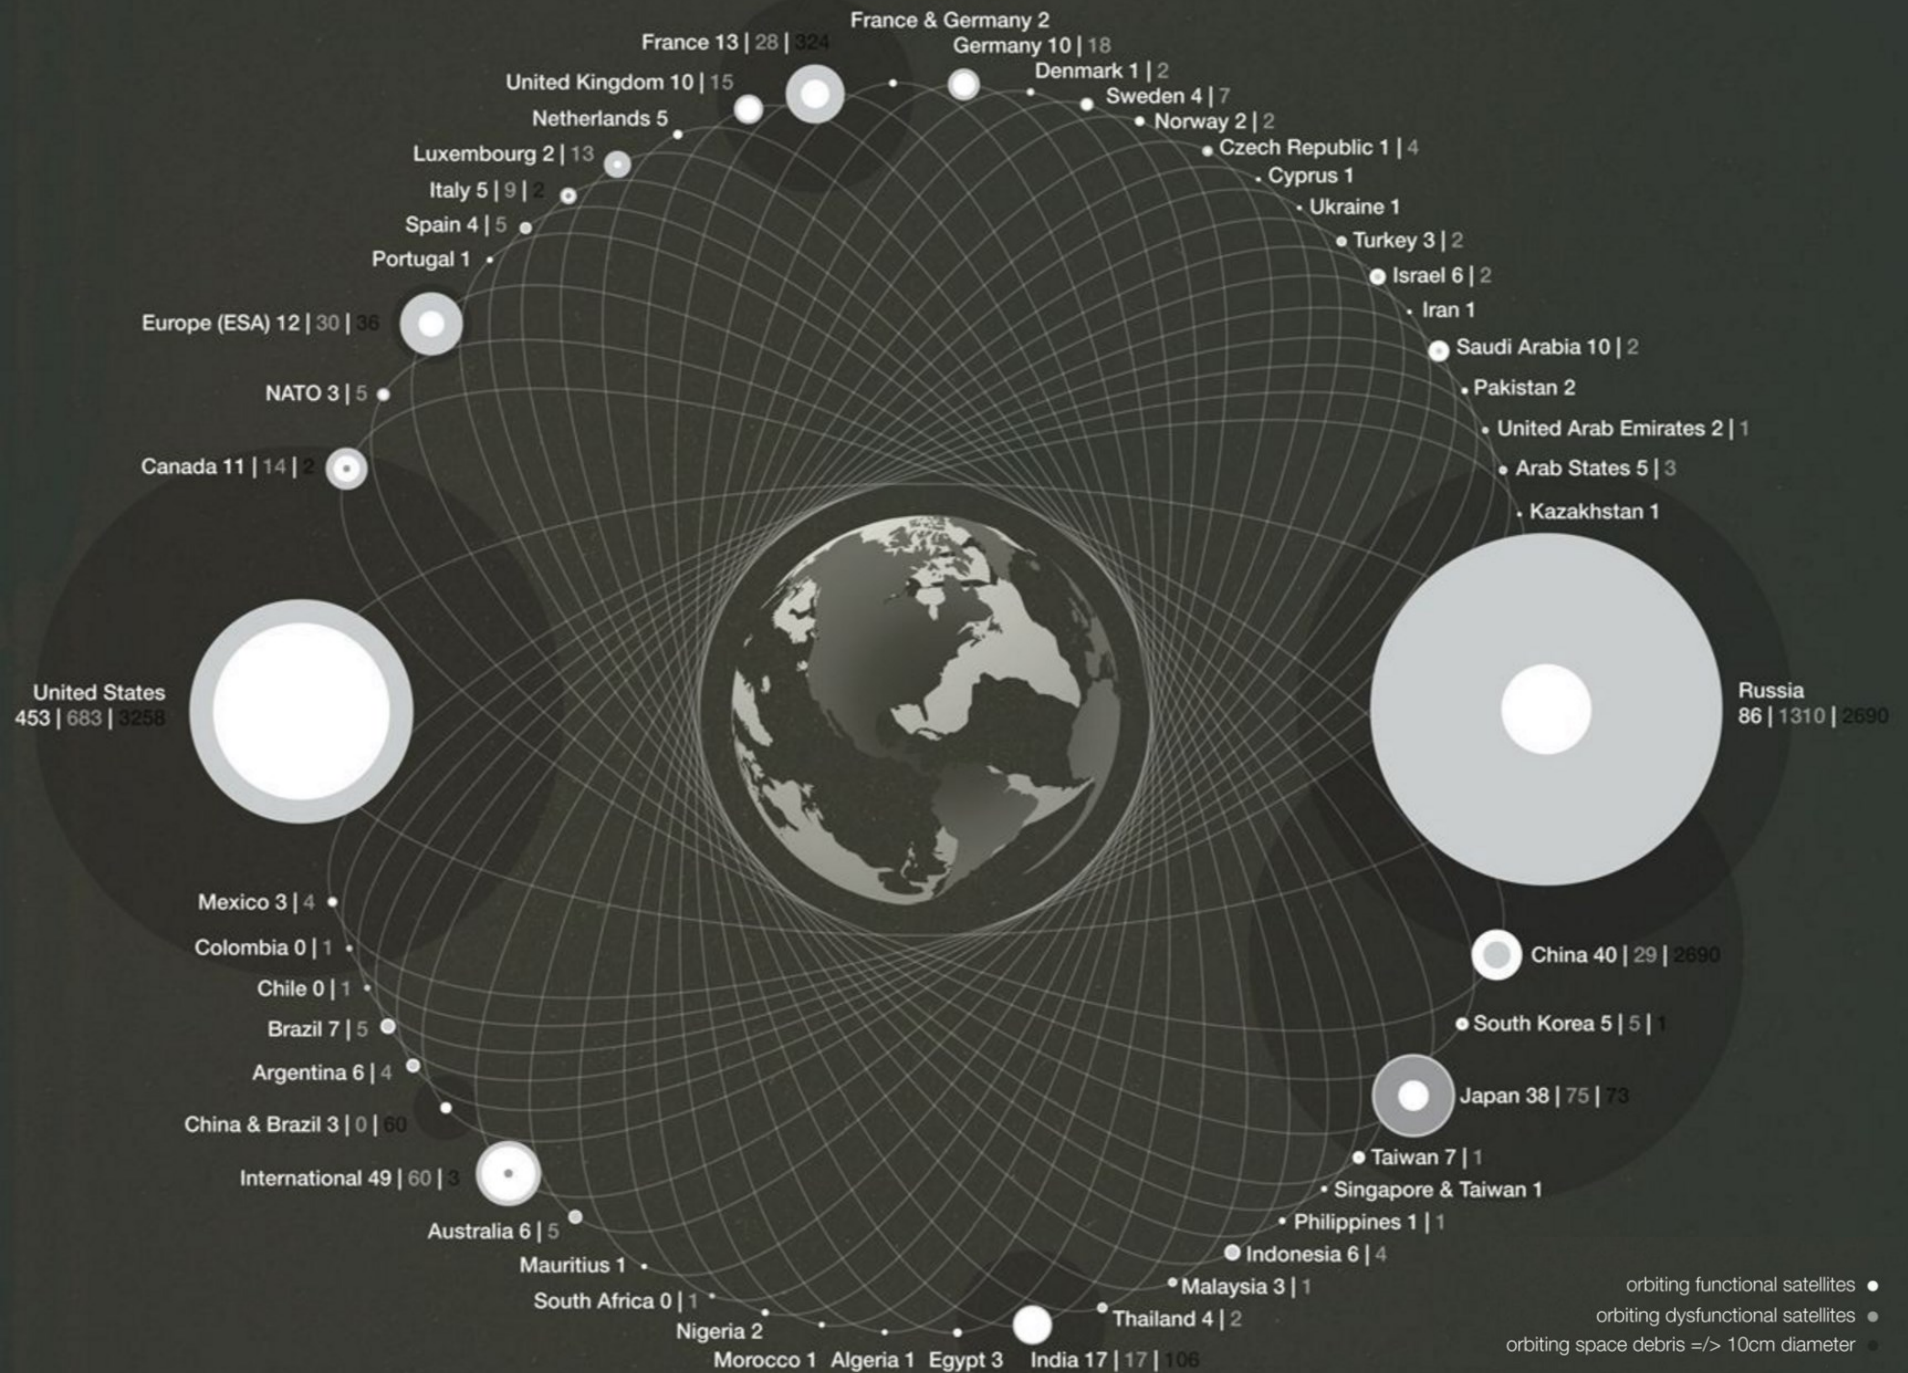 France & Germany 2
France 13 | 28 | 324
Germany 10 | 18
United Kingdom 10 | 15
Denmark 1 | 2
Netherlands 5
Sweden 4 | 7
Luxembourg 2 | 13
Norway 2 | 2
Italy 5 | 9 | 2
Czech Republic 1 | 4
Spain 4 | 5
Cyprus 1
Portugal 1
Ukraine 1
Turkey 3 | 2
Europe (ESA) 12 | 30 | 36
Israel 6 | 2
Iran 1
NATO 3 | 5
Saudi Arabia 10 | 2
Pakistan 2
Canada 11 | 14 | 2
United Arab Emirates 2 | 1
Arab States 5 | 3
Kazakhstan 1
United States
453 | 683 | 3258
Russia
86 | 1310 | 2690
Mexico 3 | 4
Colombia 0 | 1
China 40 | 29 | 2690
Chile 0 | 1
Brazil 7 | 5
South Korea 5 | 5 | 1
Argentina 6 | 4
Japan 38 | 75 | 73
China & Brazil 3 | 0 | 60
Taiwan 7 | 1
International 49 | 60 | 3
Singapore & Taiwan 1
Australia 6 | 5
Philippines 1 | 1
Mauritius 1
Indonesia 6 | 4
South Africa 0 | 1
Malaysia 3 | 1
Nigeria 2
Thailand 4 | 2
Morocco 1
Algeria 1
Egypt 3
India 17 | 17 | 106
orbiting functional satellites
orbiting dysfunctional satellites
orbiting space debris =/> 10cm diameter